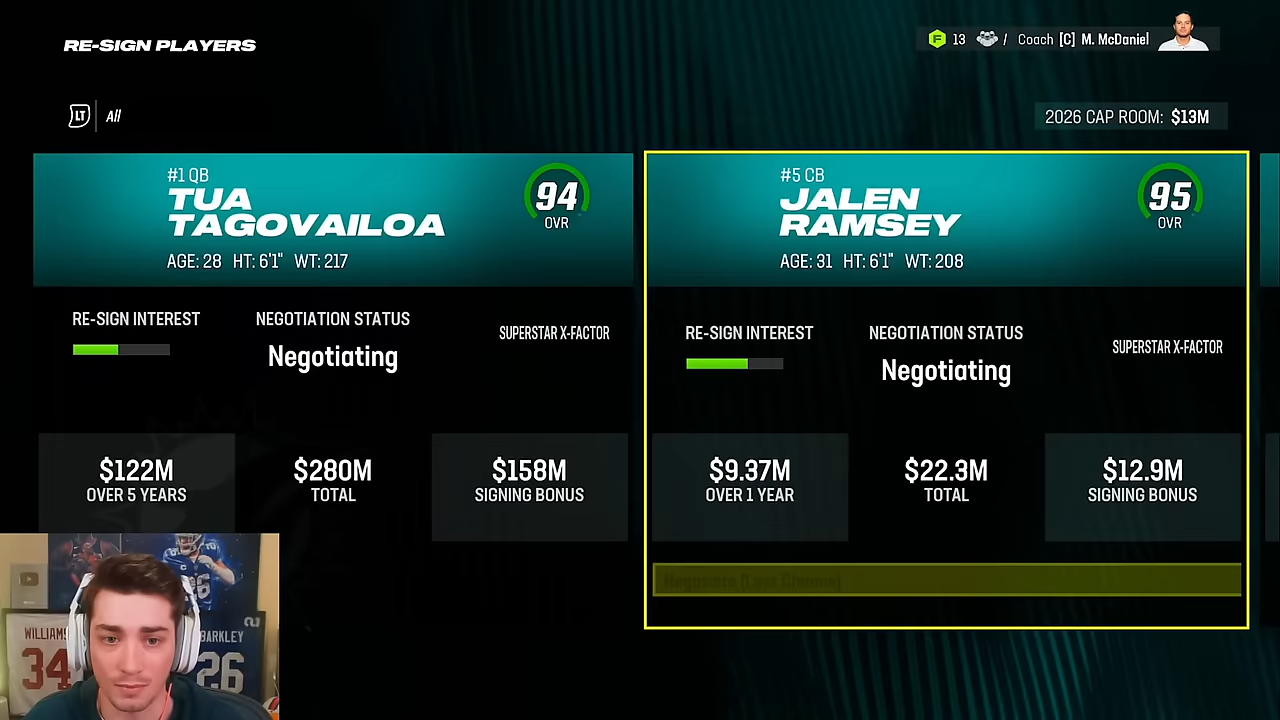 RE-SIGN PLAYERS
F 13 / Coach [C] M. McDaniel
LT All
2026 CAP ROOM: $13M
#1 QB
TUA
TAGOVAILOA
94
OVR
AGE: 28 HT: 6'1" WT: 217
RE-SIGN INTEREST
NEGOTIATION STATUS
Negotiating
SUPERSTAR X-FACTOR
$122M
OVER 5 YEARS
$280M
TOTAL
$158M
SIGNING BONUS
#5 CB
JALEN
RAMSEY
95
OVR
AGE: 31 HT: 6'1" WT: 208
RE-SIGN INTEREST
NEGOTIATION STATUS
Negotiating
SUPERSTAR X-FACTOR
$9.37M
OVER 1 YEAR
$22.3M
TOTAL
$12.9M
SIGNING BONUS
Negotiate (Last Chance)
WILLIAMS
34
BARKLEY
26